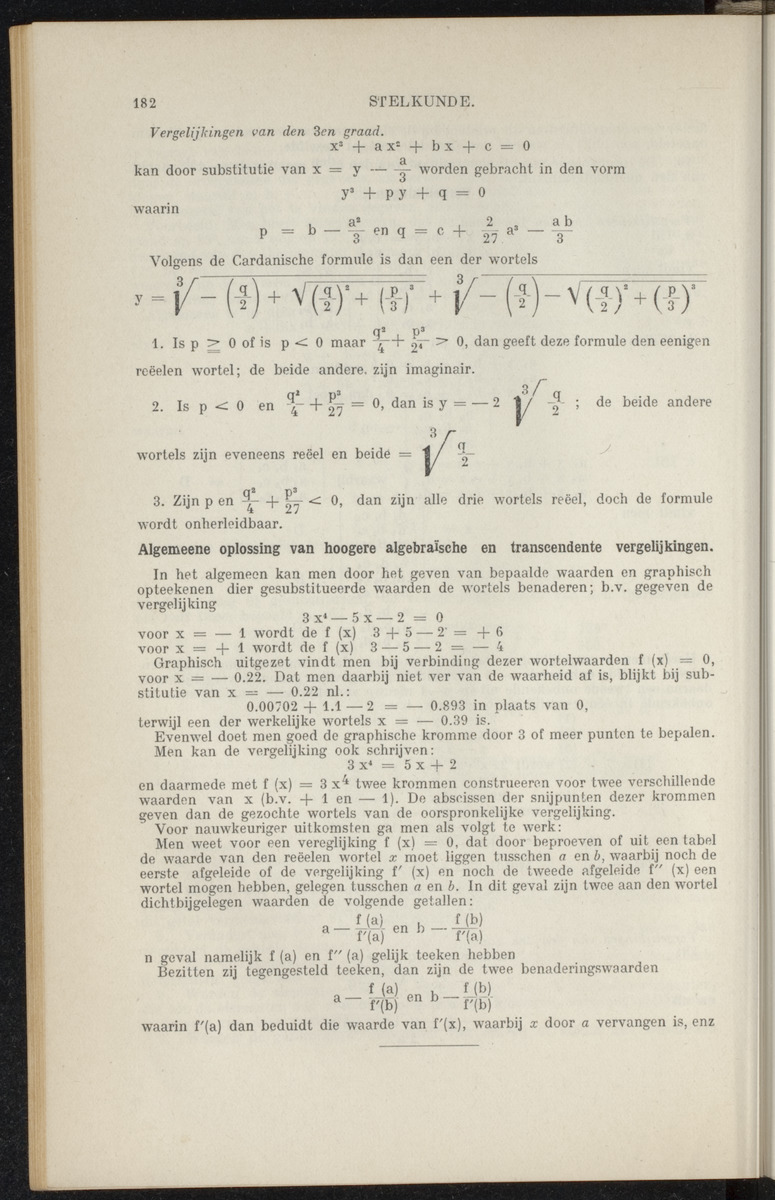 182 STELKUNDE.
Vergelijkingen van den 3en graad.
x³ + a x² + b x + c = 0
kan door substitutie van x = y — a/3 worden gebracht in den vorm
y³ + p y + q = 0
waarin
p = b — a²/3 en q = c + 2/27 a³ — a b/3
Volgens de Cardanische formule is dan een der wortels
y = ∛(— (q/2) + √((q/2)² + (p/3)³)) + ∛(— (q/2) — √((q/2)² + (p/3)³))
1. Is p ≧ 0 of is p < 0 maar q²/4 + p³/24 > 0, dan geeft deze formule den eenigen
reëelen wortel; de beide andere. zijn imaginair.
2. Is p < 0 en q²/4 + p³/27 = 0, dan is y = — 2 ∛ q/2 ; de beide andere
wortels zijn eveneens reëel en beide = ∛ q/2
3. Zijn p en q²/4 + p³/27 < 0, dan zijn alle drie wortels reëel, doch de formule
wordt onherleidbaar.
Algemeene oplossing van hoogere algebraïsche en transcendente vergelijkingen.
In het algemeen kan men door het geven van bepaalde waarden en graphisch
opteekenen dier gesubstitueerde waarden de wortels benaderen; b.v. gegeven de
vergelijking
3 x⁴ — 5 x — 2 = 0
voor x = — 1 wordt de f (x) 3 + 5 — 2 = + 6
voor x = + 1 wordt de f (x) 3 — 5 — 2 = — 4
Graphisch uitgezet vindt men bij verbinding dezer wortelwaarden f (x) = 0,
voor x = — 0.22. Dat men daarbij niet ver van de waarheid af is, blijkt bij sub-
stitutie van x = — 0.22 nl.:
0.00702 + 1.1 — 2 = — 0.893 in plaats van 0,
terwijl een der werkelijke wortels x = — 0.39 is.
Evenwel doet men goed de graphische kromme door 3 of meer punten te bepalen.
Men kan de vergelijking ook schrijven:
3 x⁴ = 5 x + 2
en daarmede met f (x) = 3 x⁴ twee krommen construeeren voor twee verschillende
waarden van x (b.v. + 1 en — 1). De abscissen der snijpunten dezer krommen
geven dan de gezochte wortels van de oorspronkelijke vergelijking.
Voor nauwkeuriger uitkomsten ga men als volgt te werk:
Men weet voor een vereglijking f (x) = 0, dat door beproeven of uit een tabel
de waarde van den reëelen wortel x moet liggen tusschen a en b, waarbij noch de
eerste afgeleide of de vergelijking f' (x) en noch de tweede afgeleide f'' (x) een
wortel mogen hebben, gelegen tusschen a en b. In dit geval zijn twee aan den wortel
dichtbijgelegen waarden de volgende getallen:
a — f (a)/f'(a) en b — f (b)/f'(a)
n geval namelijk f (a) en f'' (a) gelijk teeken hebben
Bezitten zij tegengesteld teeken, dan zijn de twee benaderingswaarden
a — f (a)/f'(b) en b — f (b)/f'(b)
waarin f'(a) dan beduidt die waarde van f'(x), waarbij x door a vervangen is, enz